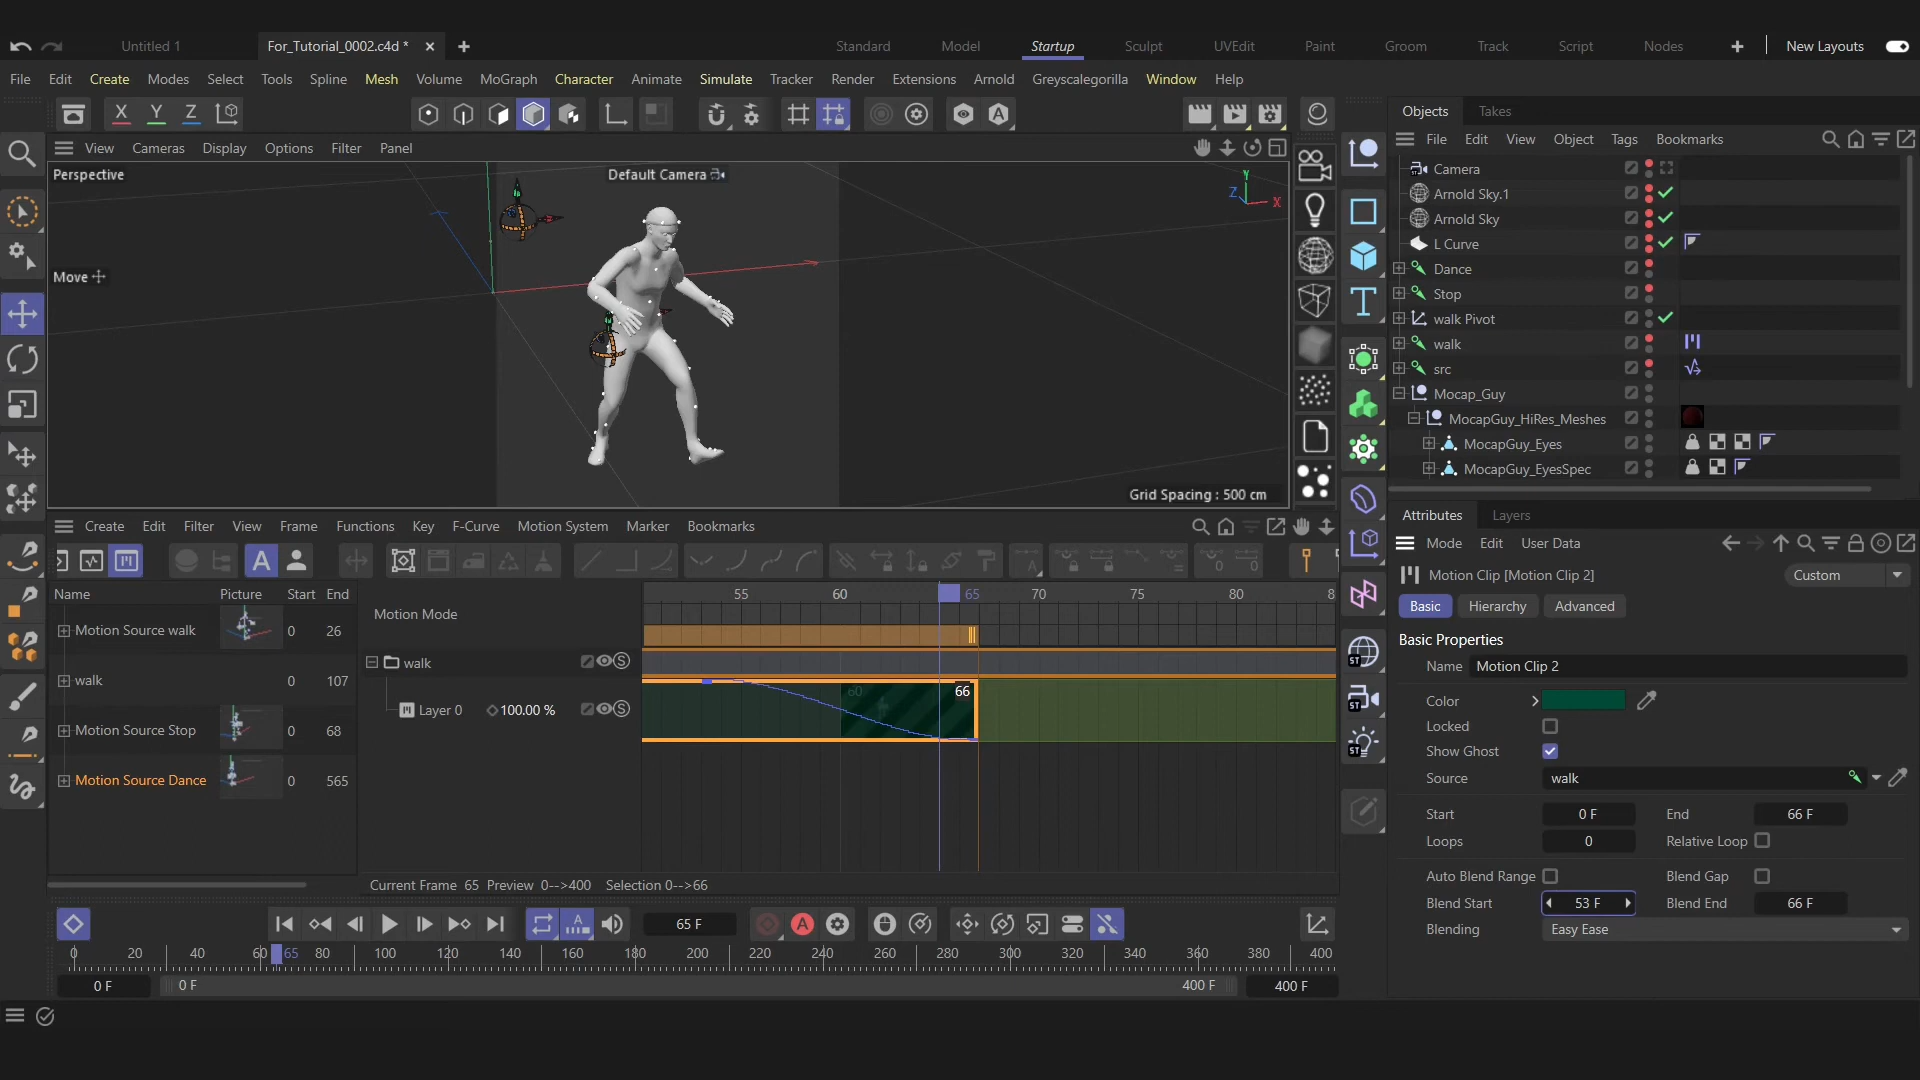 Untitled 1
For_Tutorial_0002.c4d *
Standard Model Startup Sculpt UVEdit Paint Groom Track Script Nodes New Layouts
File Edit Create Modes Select Tools Spline Mesh Volume MoGraph Character Animate Simulate Tracker Render Extensions Arnold Greyscalegorilla Window Help
X Y Z
Objects Takes
View Cameras Display Options Filter Panel
File Edit View Object Tags Bookmarks
Perspective
Default Camera
Y
Z
X
Move
Grid Spacing : 500 cm
Camera
Arnold Sky.1
Arnold Sky
L Curve
Dance
Stop
walk Pivot
walk
src
Mocap_Guy
MocapGuy_HiRes_Meshes
MocapGuy_Eyes
MocapGuy_EyesSpec
Create Edit Filter View Frame Functions Key F-Curve Motion System Marker Bookmarks
Name Picture Start End
Motion Source walk 0 26
walk 0 107
Motion Source Stop 0 68
Motion Source Dance 0 565
Motion Mode
55 60 65 70 75 80 8
walk
Layer 0 100.00 %
60 66
Current Frame 65 Preview 0-->400 Selection 0-->66
65 F
0 20 40 60 65 80 100 120 140 160 180 200 220 240 260 280 300 320 340 360 380 400
0 F 0 F 400 F 400 F
ST
ST
ST
Attributes Layers
Mode Edit User Data
Motion Clip [Motion Clip 2] Custom
Basic Hierarchy Advanced
Basic Properties
Name Motion Clip 2
Color
Locked
Show Ghost
Source walk
Start 0 F End 66 F
Loops 0 Relative Loop
Auto Blend Range Blend Gap
Blend Start 53 F Blend End 66 F
Blending Easy Ease